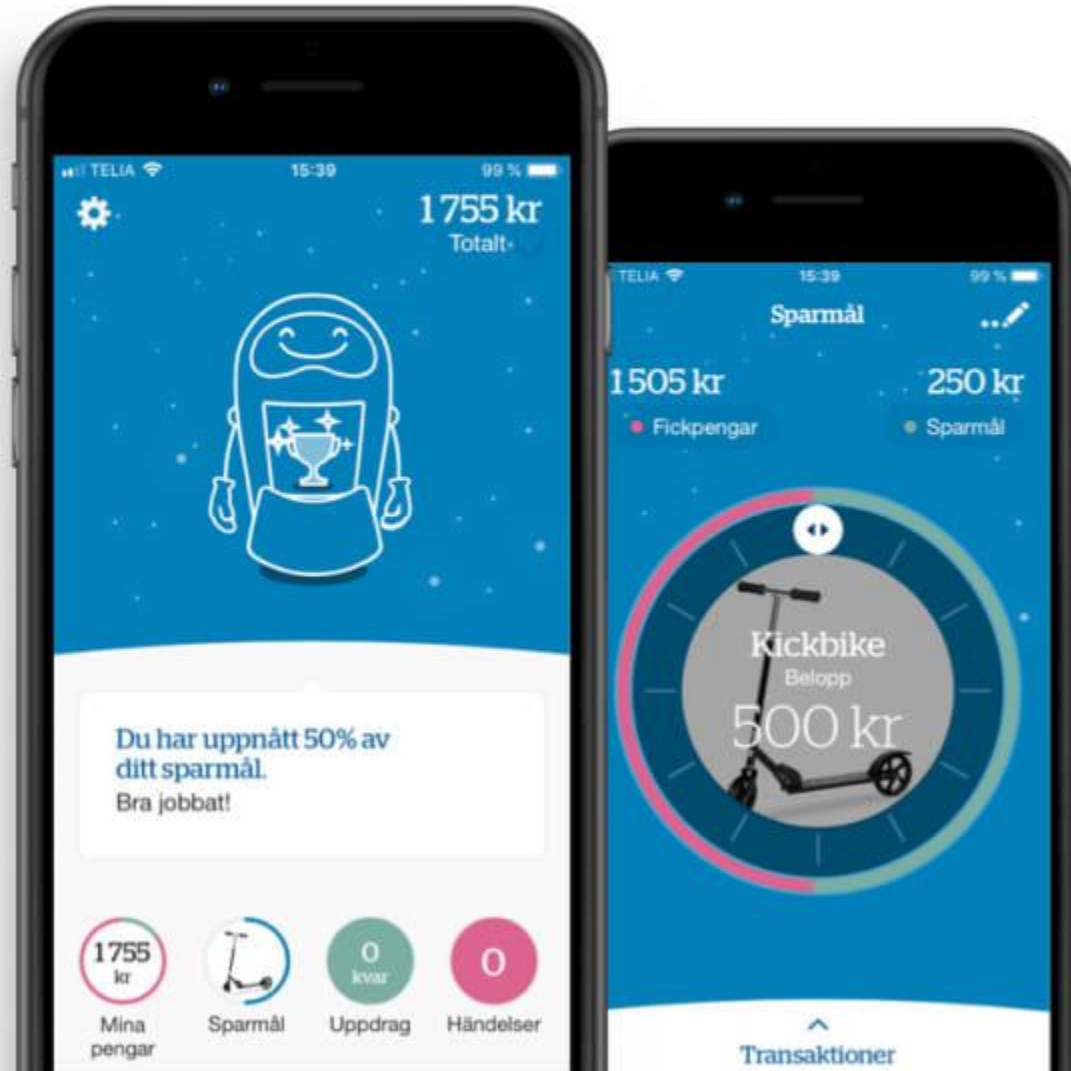 TELIA 15:39 99 %
1 755 kr
Totalt
Du har uppnått 50% av
ditt sparmål.
Bra jobbat!
1 755
kr
Mina
pengar
Sparmål
0
kvar
Uppdrag
0
Händelser
TELIA 15:39 99 %
Sparmål
1 505 kr
250 kr
Fickpengar
Sparmål
Kickbike
Belopp
500 kr
Transaktioner